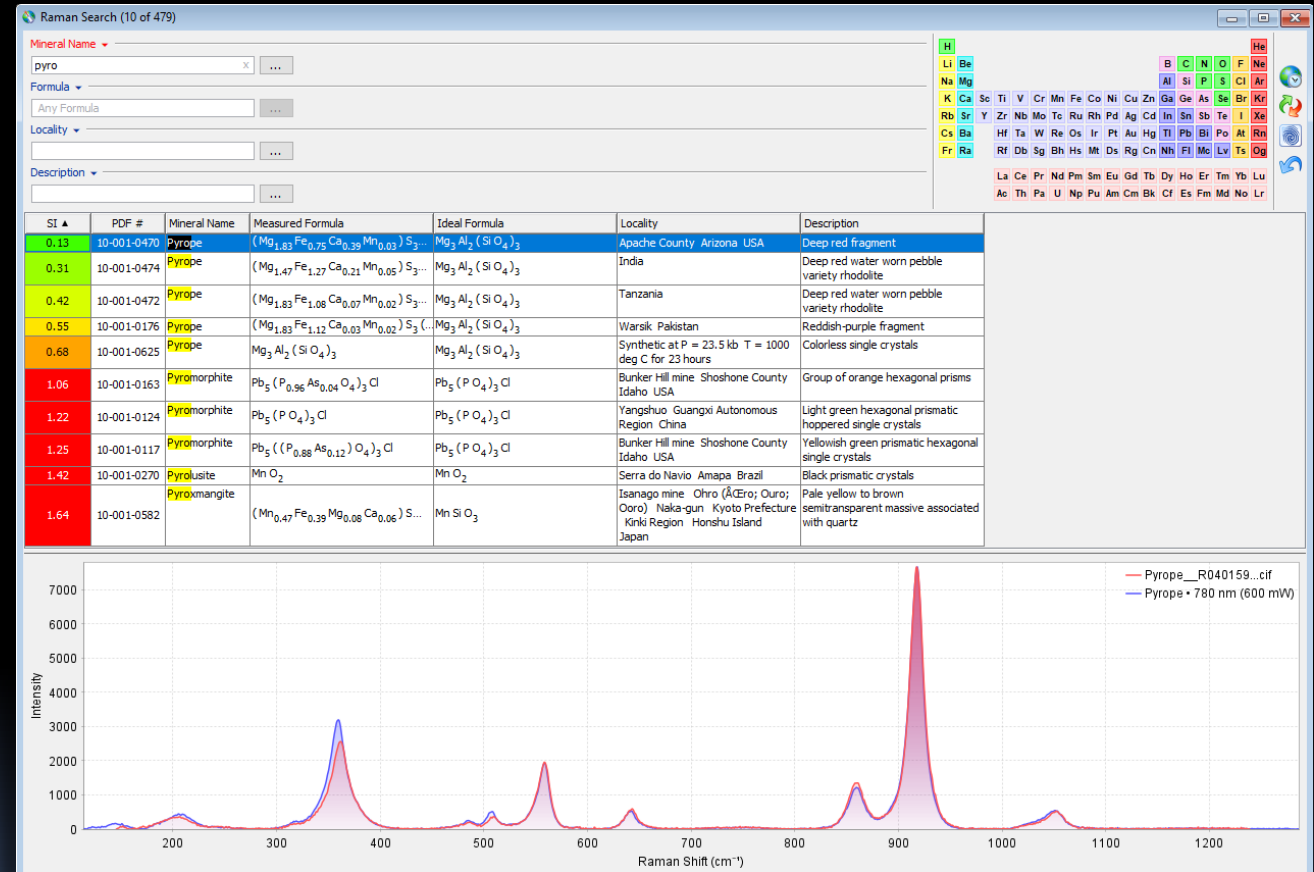 Raman Search (10 of 479)
Mineral Name
pyro x ...
Formula
Any Formula ...
Locality
...
Description
...
H He
Li Be B C N O F Ne
Na Mg Al Si P S Cl Ar
K Ca Sc Ti V Cr Mn Fe Co Ni Cu Zn Ga Ge As Se Br Kr
Rb Sr Y Zr Nb Mo Tc Ru Rh Pd Ag Cd In Sn Sb Te I Xe
Cs Ba Hf Ta W Re Os Ir Pt Au Hg Tl Pb Bi Po At Rn
Fr Ra Rf Db Sg Bh Hs Mt Ds Rg Cn Nh Fl Mc Lv Ts Og
La Ce Pr Nd Pm Sm Eu Gd Tb Dy Ho Er Tm Yb Lu
Ac Th Pa U Np Pu Am Cm Bk Cf Es Fm Md No Lr
SI ▲ PDF # Mineral Name Measured Formula Ideal Formula Locality Description
0.13 10-001-0470 Pyrope (Mg1.83 Fe0.75 Ca0.39 Mn0.03) S3... Mg3 Al2 (Si O4)3 Apache County Arizona USA Deep red fragment
0.31 10-001-0474 Pyrope (Mg1.47 Fe1.27 Ca0.21 Mn0.05) S3... Mg3 Al2 (Si O4)3 India Deep red water worn pebble
variety rhodolite
0.42 10-001-0472 Pyrope (Mg1.83 Fe1.08 Ca0.07 Mn0.02) S3... Mg3 Al2 (Si O4)3 Tanzania Deep red water worn pebble
variety rhodolite
0.55 10-001-0176 Pyrope (Mg1.83 Fe1.12 Ca0.03 Mn0.02) S3 (... Mg3 Al2 (Si O4)3 Warsik Pakistan Reddish-purple fragment
0.68 10-001-0625 Pyrope Mg3 Al2 (Si O4)3 Mg3 Al2 (Si O4)3 Synthetic at P = 23.5 kb T = 1000 Colorless single crystals
deg C for 23 hours
1.06 10-001-0163 Pyromorphite Pb5 (P0.96 As0.04 O4)3 Cl Pb5 (P O4)3 Cl Bunker Hill mine Shoshone County Group of orange hexagonal prisms
Idaho USA
1.22 10-001-0124 Pyromorphite Pb5 (P O4)3 Cl Pb5 (P O4)3 Cl Yangshuo Guangxi Autonomous Light green hexagonal prismatic
Region China hoppered single crystals
1.25 10-001-0117 Pyromorphite Pb5 ((P0.88 As0.12) O4)3 Cl Pb5 (P O4)3 Cl Bunker Hill mine Shoshone County Yellowish green prismatic hexagonal
Idaho USA single crystals
1.42 10-001-0270 Pyrolusite Mn O2 Mn O2 Serra do Navio Amapa Brazil Black prismatic crystals
1.64 10-001-0582 Pyroxmangite (Mn0.47 Fe0.39 Mg0.08 Ca0.06) S... Mn Si O3 Isanago mine Ohro (ÃŒro; Ouro; Pale yellow to brown
Ooro) Naka-gun Kyoto Prefecture semitransparent massive associated
Kinki Region Honshu Island with quartz
Japan
Pyrope__R040159...cif
Pyrope • 780 nm (600 mW)
Intensity
7000
6000
5000
4000
3000
2000
1000
0
200 300 400 500 600 700 800 900 1000 1100 1200
Raman Shift (cm⁻¹)